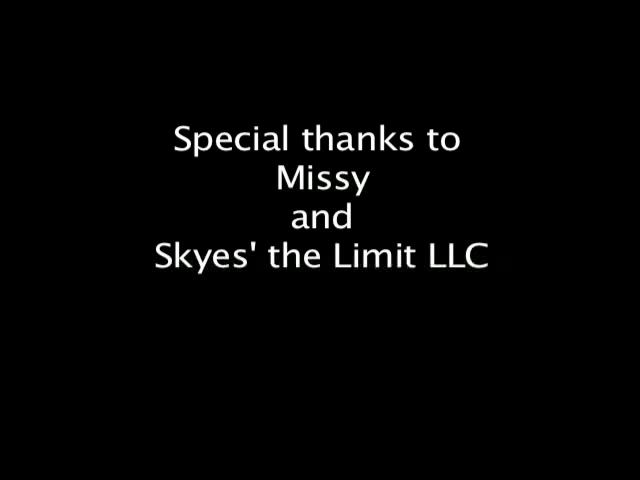 Special thanks to
Missy
and
Skyes' the Limit LLC